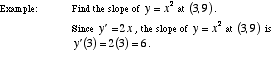 Example: Find the slope of y = x² at (3,9).
Since y′ = 2x, the slope of y = x² at (3,9) is
y′(3) = 2(3) = 6.